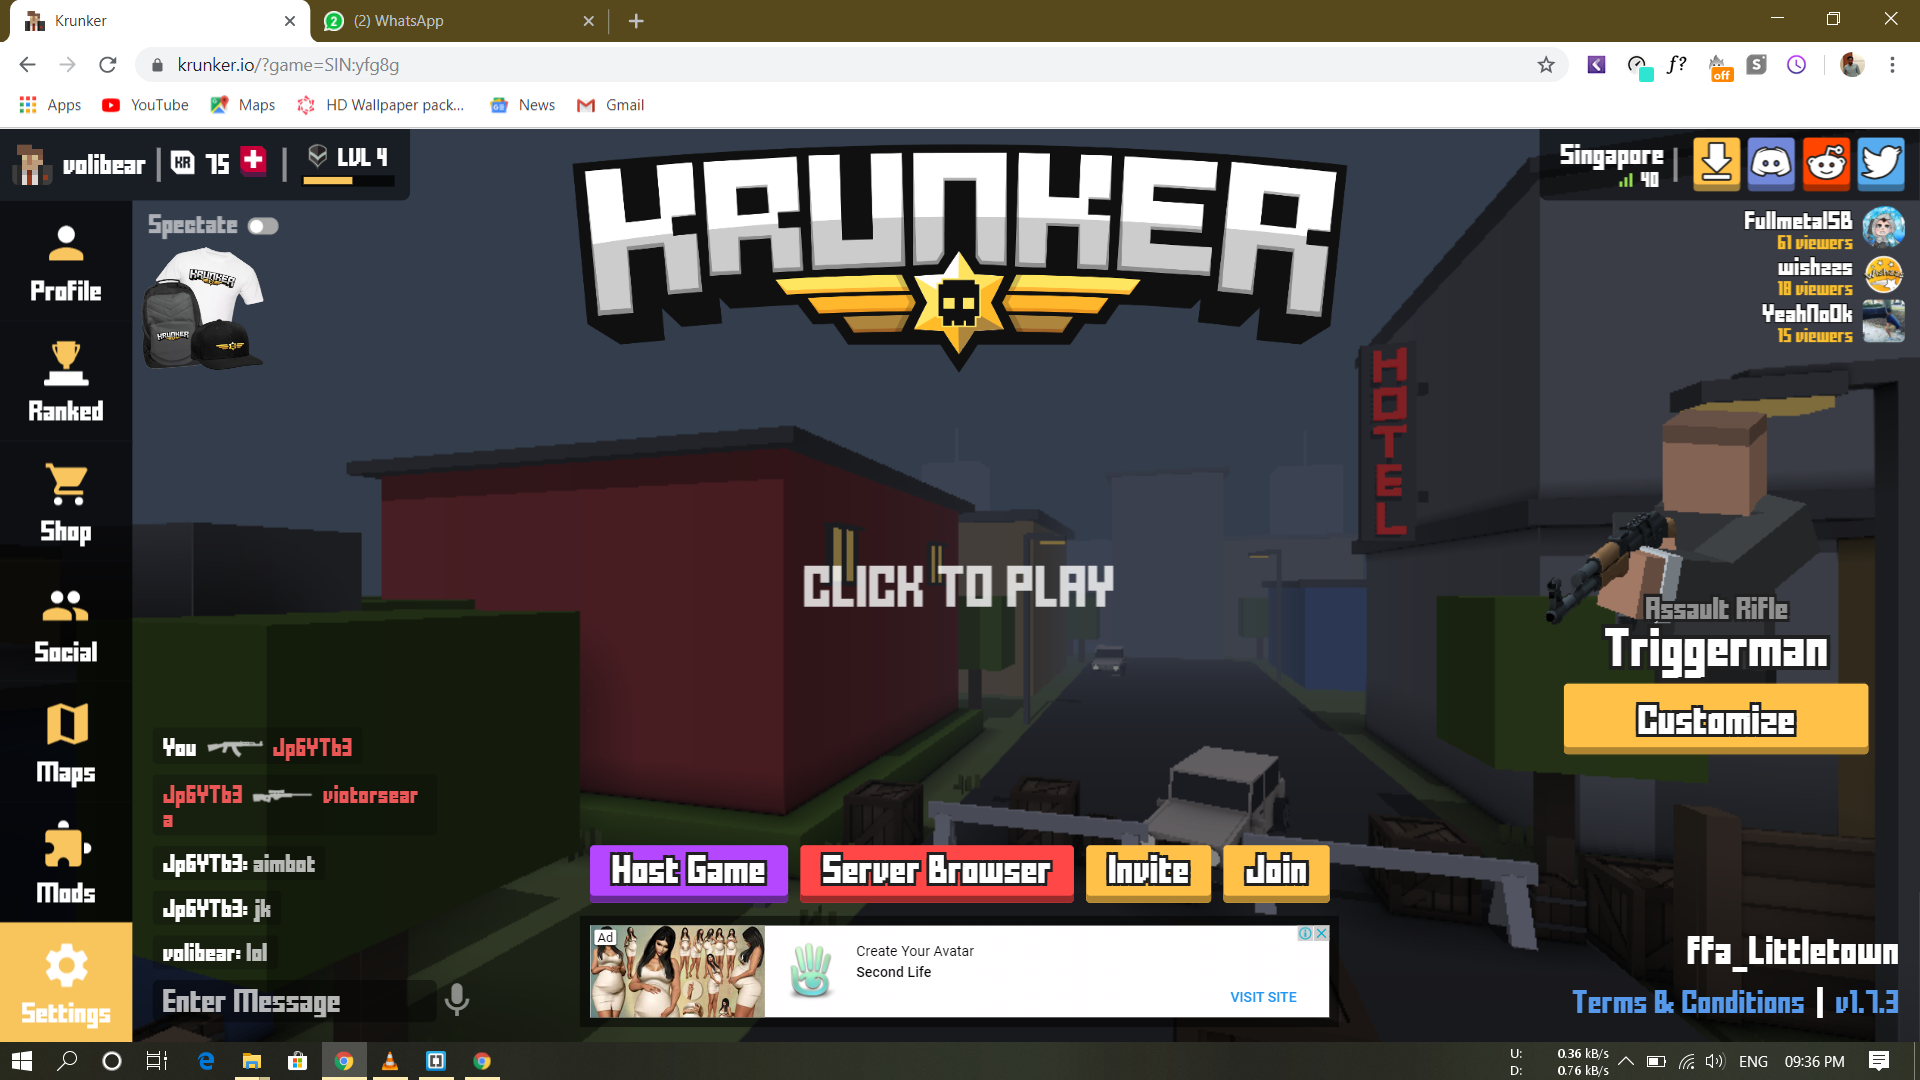 Krunker
(2) WhatsApp
krunker.io/?game=SIN:yfg8g
f?
off
S
Apps
YouTube
Maps
HD Wallpaper pack...
News
Gmail
volibear
KR 75
LVL 4
Singapore
40
Spectate
KRUNKER
FullmetalSB
61 viewers
wishzzs
18 viewers
YeahNoOk
15 viewers
Profile
Ranked
Shop
Social
Maps
Mods
Settings
HOTEL
CLICK TO PLAY
Assault Rifle
Triggerman
Customize
You Jp6YTb3
Jp6YTb3 viotorsear
a
Jp6YTb3: aimbot
Jp6YTb3: jk
volibear: lol
Enter Message
Host Game
Server Browser
Invite
Join
Ad
Create Your Avatar
Second Life
VISIT SITE
ffa_Littletown
Terms & Conditions | v1.7.3
U: 0.36 kB/s
D: 0.76 kB/s
ENG
09:36 PM